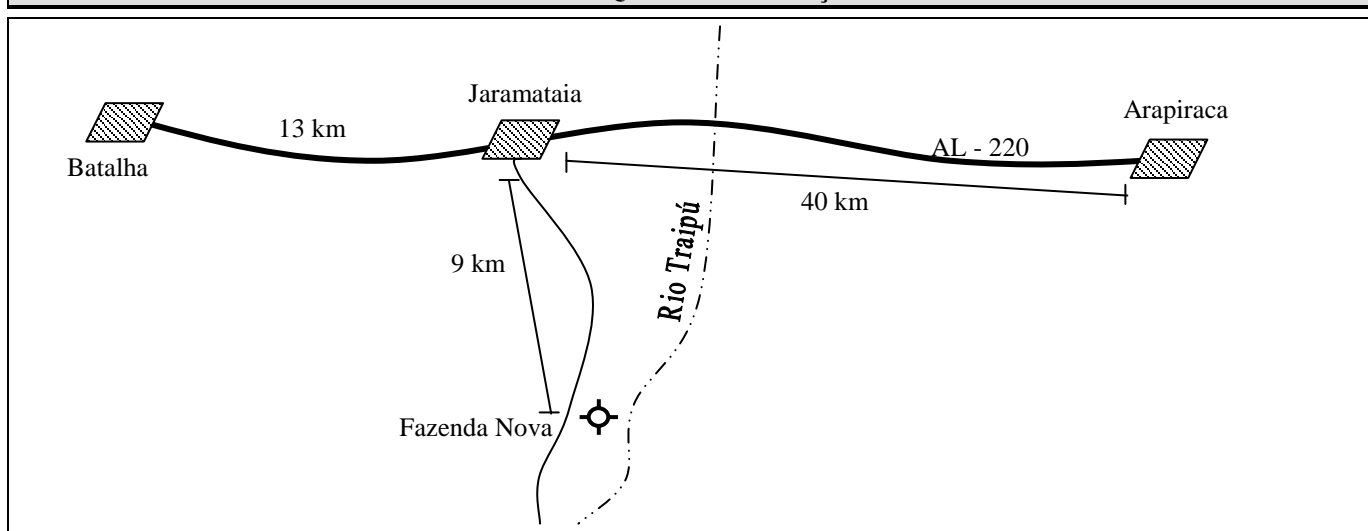 Jaramataia
Arapiraca
13 km
AL - 220
Batalha
40 km
Rio Traipú
9 km
Fazenda Nova